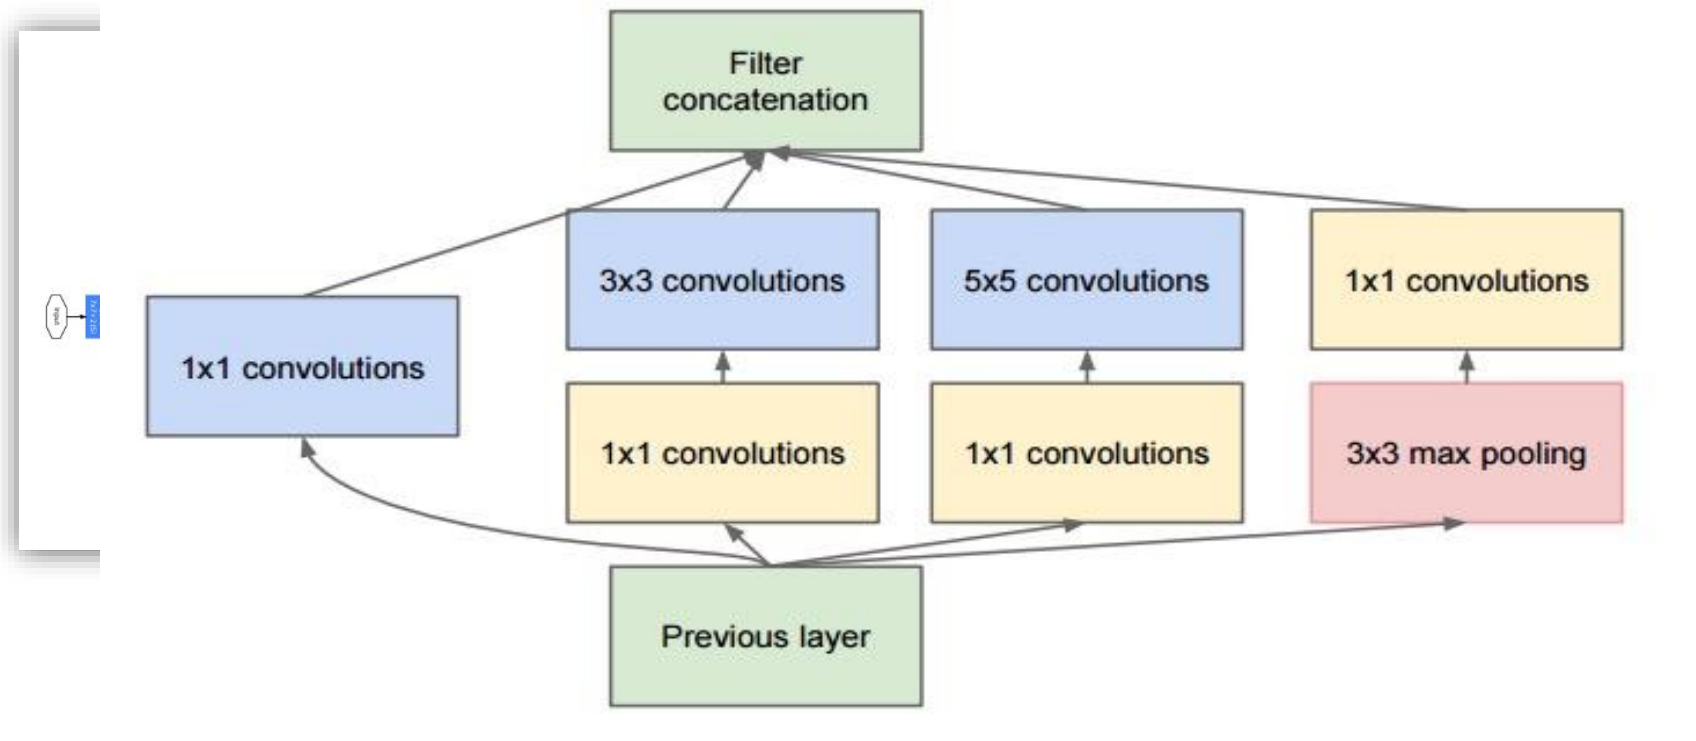 Filter
concatenation
3x3 convolutions
5x5 convolutions
1x1 convolutions
1x1 convolutions
1x1 convolutions
1x1 convolutions
3x3 max pooling
Previous layer
input